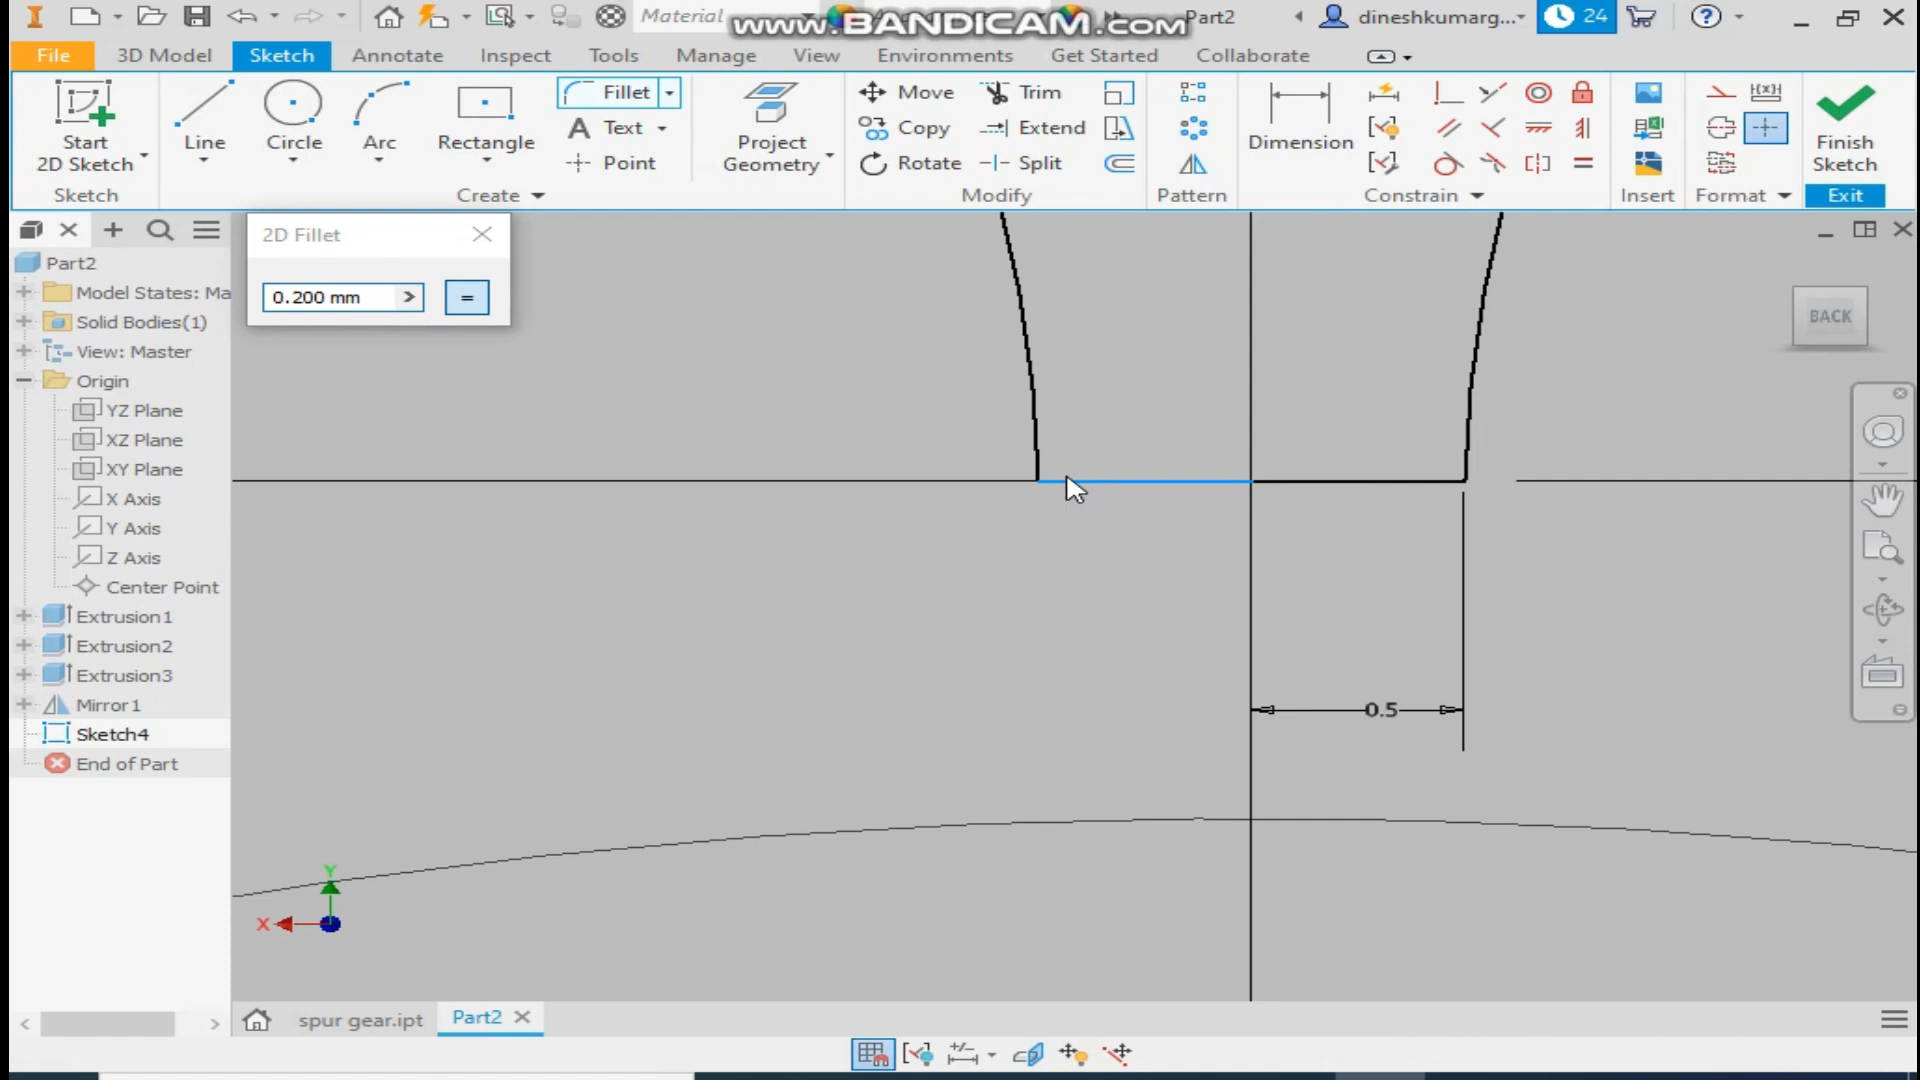 Material
www.BANDICAM.com
Part2
dineshkumarg...
24
File
3D Model
Sketch
Annotate
Inspect
Tools
Manage
View
Environments
Get Started
Collaborate
Start
2D Sketch
Line
Circle
Arc
Rectangle
Fillet
Text
Point
Project
Geometry
Move
Copy
Rotate
Trim
Extend
Split
Dimension
Finish
Sketch
Sketch
Create
Modify
Pattern
Constrain
Insert
Format
Exit
Part2
Model States: Ma
Solid Bodies(1)
View: Master
Origin
YZ Plane
XZ Plane
XY Plane
X Axis
Y Axis
Z Axis
Center Point
Extrusion1
Extrusion2
Extrusion3
Mirror1
Sketch4
End of Part
2D Fillet
0.200 mm
=
BACK
0.5
Y
X
spur gear.ipt
Part2